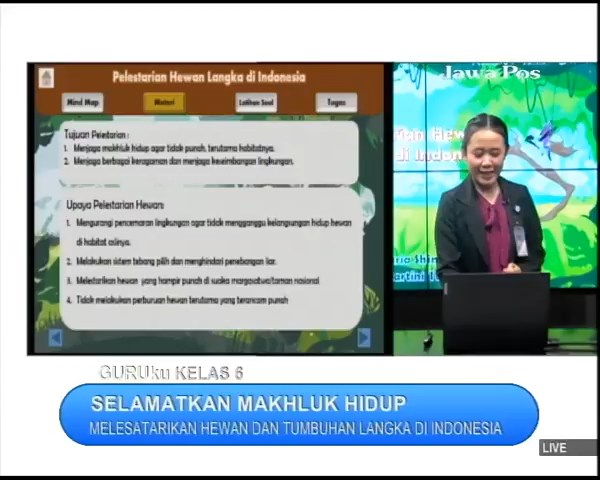 Pelestarian Hewan Langka di Indonesia
Mind Map
Materi
Latihan Soal
Tugas
Tujuan Pelestarian :
1. Menjaga makhluk hidup agar tidak punah, terutama habitatnya.
2. Menjaga berbagai keragaman dan menjaga keseimbangan lingkungan.
Upaya Pelestarian Hewan:
1. Mengurangi pencemaran lingkungan agar tidak mengganggu kelangsungan hidup hewan
di habitat aslinya.
2. Melakukan sistem tebang pilih dan menghindari penebangan liar.
3. Melestarikan hewan yang hampir punah di suaka margasatwa/taman nasional
4. Tidak melakukan perburuan hewan terutama yang terancam punah
JawaPos
GURUku KELAS 6
SELAMATKAN MAKHLUK HIDUP
MELESATARIKAN HEWAN DAN TUMBUHAN LANGKA DI INDONESIA
LIVE